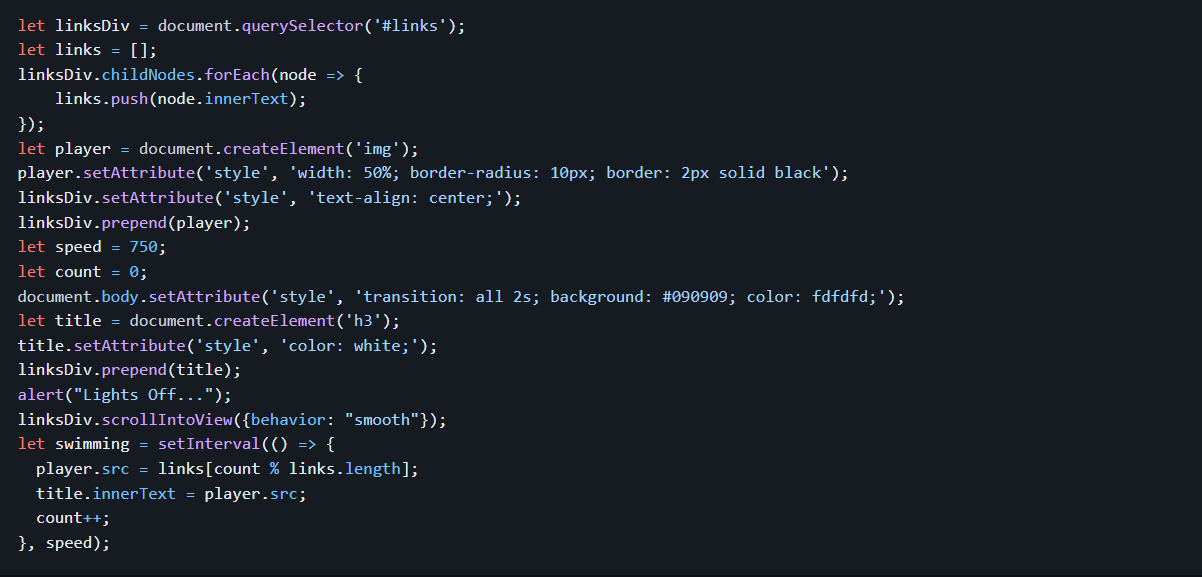 let linksDiv = document.querySelector('#links');
let links = [];
linksDiv.childNodes.forEach(node => {
    links.push(node.innerText);
});
let player = document.createElement('img');
player.setAttribute('style', 'width: 50%; border-radius: 10px; border: 2px solid black');
linksDiv.setAttribute('style', 'text-align: center;');
linksDiv.prepend(player);
let speed = 750;
let count = 0;
document.body.setAttribute('style', 'transition: all 2s; background: #090909; color: fdfdfd;');
let title = document.createElement('h3');
title.setAttribute('style', 'color: white;');
linksDiv.prepend(title);
alert("Lights Off...");
linksDiv.scrollIntoView({behavior: "smooth"});
let swimming = setInterval(() => {
  player.src = links[count % links.length];
  title.innerText = player.src;
  count++;
}, speed);